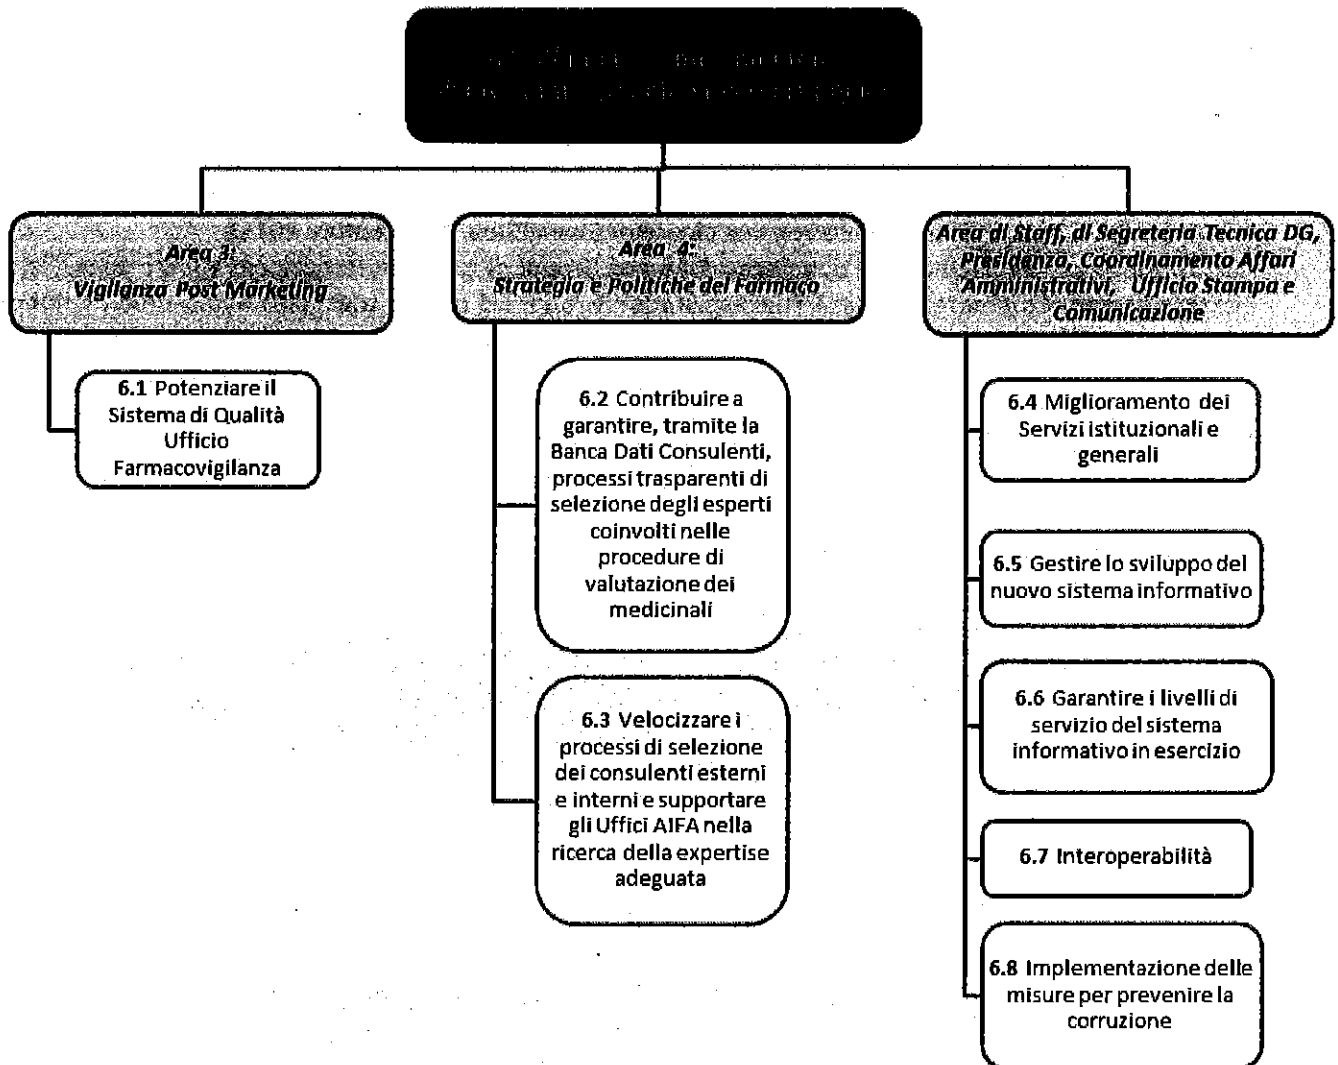 Area 3:
Vigilanza Post Marketing
Area 4:
Strategia e Politiche del Farmaco
Area di Staff, di Segreteria Tecnica DG,
Presidenza, Coordinamento Affari
Amministrativi, Ufficio Stampa e
Comunicazione
6.1 Potenziare il
Sistema di Qualità
Ufficio
Farmacovigilanza
6.2 Contribuire a
garantire, tramite la
Banca Dati Consulenti,
processi trasparenti di
selezione degli esperti
coinvolti nelle
procedure di
valutazione dei
medicinali
6.3 Velocizzare i
processi di selezione
dei consulenti esterni
e interni e supportare
gli Uffici AIFA nella
ricerca della expertise
adeguata
6.4 Miglioramento dei
Servizi istituzionali e
generali
6.5 Gestire lo sviluppo del
nuovo sistema informativo
6.6 Garantire i livelli di
servizio del sistema
informativo in esercizio
6.7 Interoperabilità
6.8 Implementazione delle
misure per prevenire la
corruzione